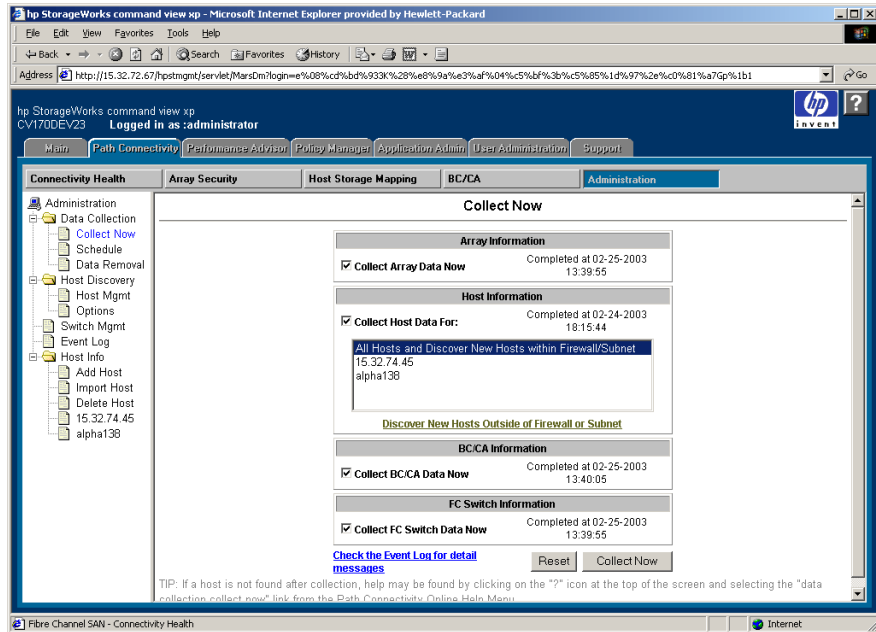 hp StorageWorks command view xp - Microsoft Internet Explorer provided by Hewlett-Packard
File Edit View Favorites Tools Help
Back Search Favorites History
Address http://15.32.72.67/hpstmgmt/servlet/MarsDm?login=e%08%cd%bd%933K%28%e8%9a%e3%af%04%c5%bf%3b%c5%85%1d%97%2e%c0%81%a7Gp%1b1 Go
hp StorageWorks command view xp
CV170DEV23 Logged in as :administrator
hp
invent
?
Main Path Connectivity Performance Advisor Policy Manager Application Admin User Administration Support
Connectivity Health Array Security Host Storage Mapping BC/CA Administration
Administration
Data Collection
Collect Now
Schedule
Data Removal
Host Discovery
Host Mgmt
Options
Switch Mgmt
Event Log
Host Info
Add Host
Import Host
Delete Host
15.32.74.45
alpha138
Collect Now
Array Information
Collect Array Data Now
Completed at 02-25-2003
13:39:55
Host Information
Collect Host Data For:
Completed at 02-24-2003
18:15:44
All Hosts and Discover New Hosts within Firewall/Subnet
15.32.74.45
alpha138
Discover New Hosts Outside of Firewall or Subnet
BC/CA Information
Collect BC/CA Data Now
Completed at 02-25-2003
13:40:05
FC Switch Information
Collect FC Switch Data Now
Completed at 02-25-2003
13:39:55
Check the Event Log for detail
messages
Reset Collect Now
TIP: If a host is not found after collection, help may be found by clicking on the "?" icon at the top of the screen and selecting the "data
collection collect now" link from the Path Connectivity Online Help Menu
Fibre Channel SAN - Connectivity Health Internet